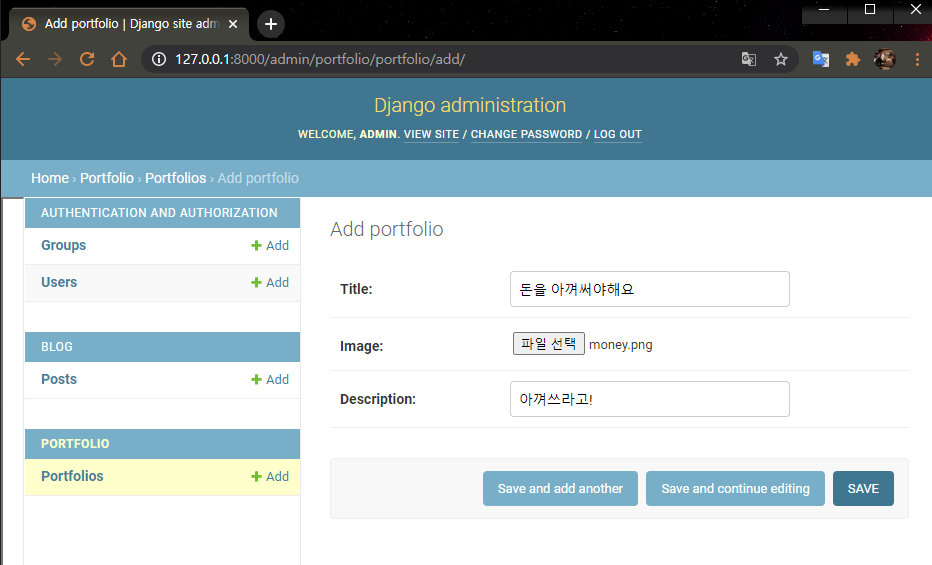 Add portfolio | Django site adm
127.0.0.1:8000/admin/portfolio/portfolio/add/
Django administration
WELCOME, ADMIN. VIEW SITE / CHANGE PASSWORD / LOG OUT
Home › Portfolio › Portfolios › Add portfolio
AUTHENTICATION AND AUTHORIZATION
Groups + Add
Users + Add
BLOG
Posts + Add
PORTFOLIO
Portfolios + Add
Add portfolio
Title: 돈을 아껴써야해요
Image: 파일 선택 money.png
Description: 아껴쓰라고!
Save and add another Save and continue editing SAVE